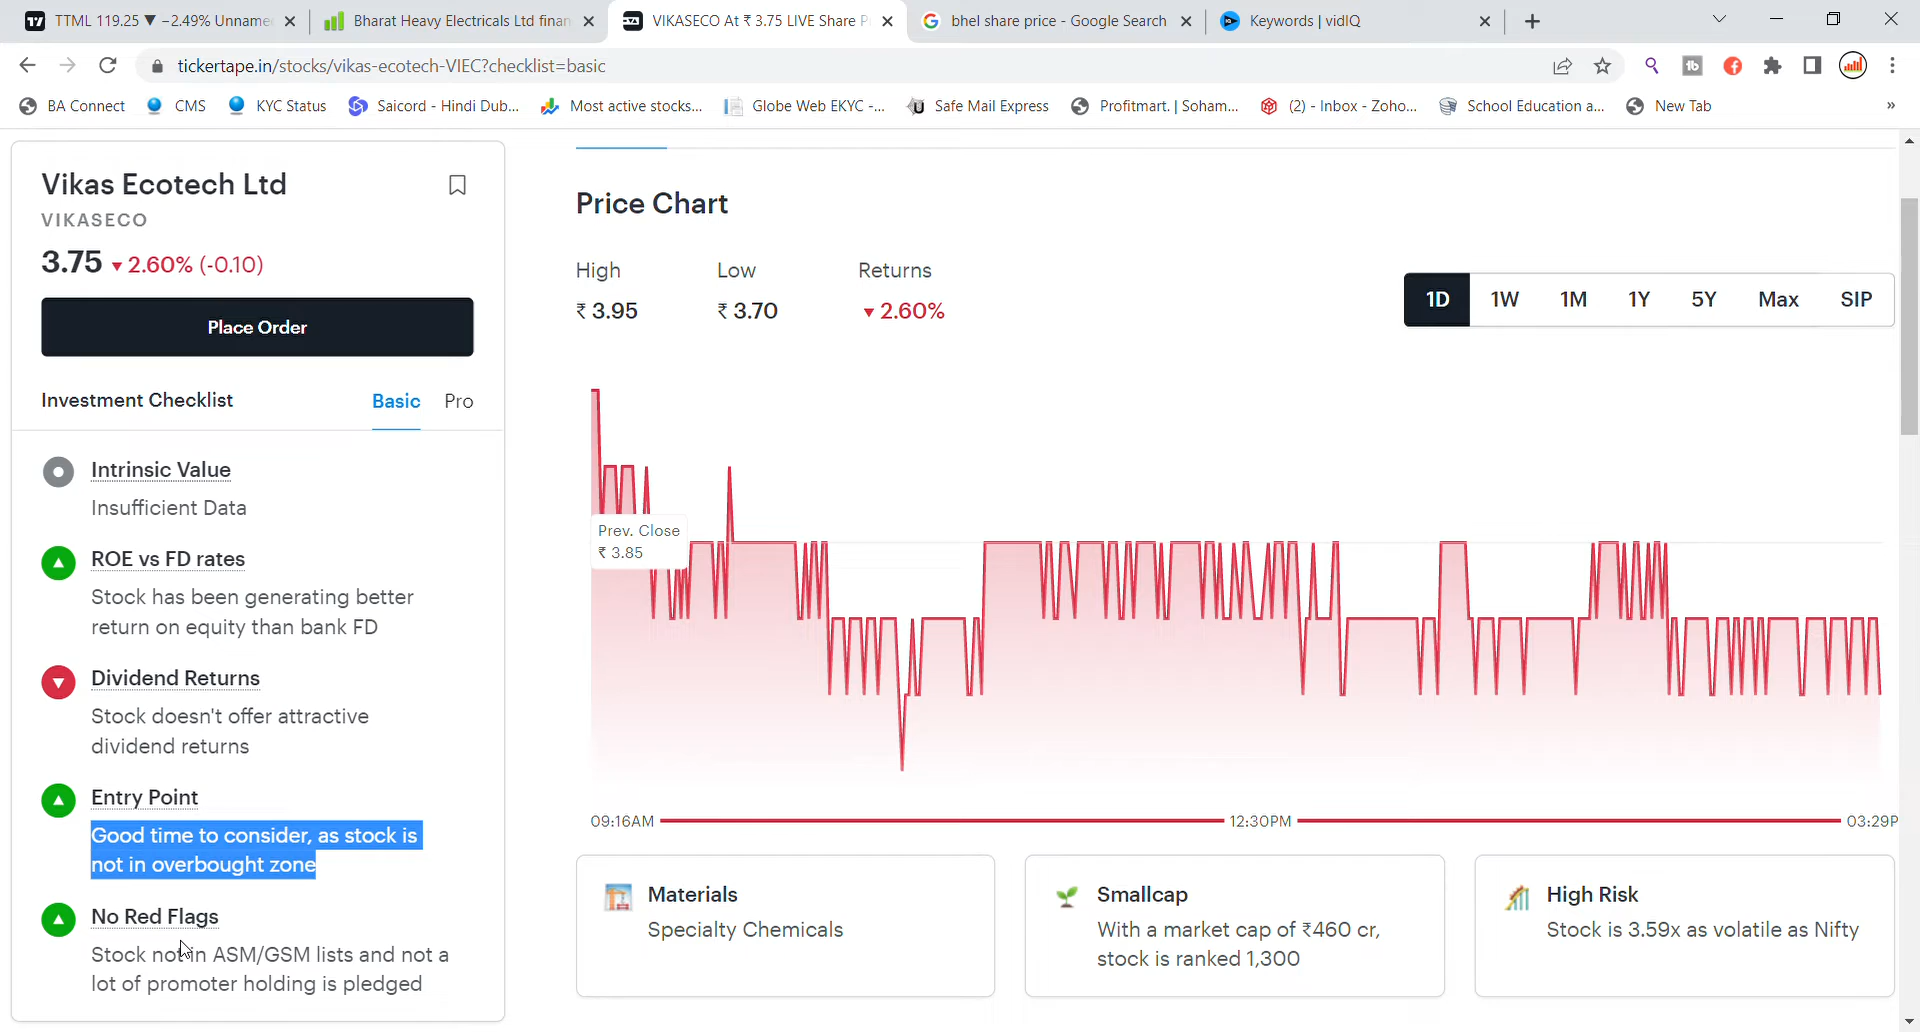 TTML 119.25 ▼ −2.49% Unname
Bharat Heavy Electricals Ltd finan
VIKASECO At ₹ 3.75 LIVE Share P
bhel share price - Google Search
Keywords | vidIQ
tickertape.in/stocks/vikas-ecotech-VIEC?checklist=basic
BA Connect
CMS
KYC Status
Saicord - Hindi Dub...
Most active stocks...
Globe Web EKYC -...
Safe Mail Express
Profitmart. | Soham...
(2) - Inbox - Zoho...
School Education a...
New Tab
»
Vikas Ecotech Ltd
VIKASECO
3.75 ▼ 2.60% (-0.10)
Place Order
Investment Checklist
Basic
Pro
Intrinsic Value
Insufficient Data
ROE vs FD rates
Stock has been generating better
return on equity than bank FD
Dividend Returns
Stock doesn't offer attractive
dividend returns
Entry Point
Good time to consider, as stock is
not in overbought zone
No Red Flags
Stock not in ASM/GSM lists and not a
lot of promoter holding is pledged
Price Chart
High
Low
Returns
₹ 3.95
₹ 3.70
▼ 2.60%
1D
1W
1M
1Y
5Y
Max
SIP
Prev. Close
₹ 3.85
09:16AM
12:30PM
03:29P
Materials
Specialty Chemicals
Smallcap
With a market cap of ₹460 cr,
stock is ranked 1,300
High Risk
Stock is 3.59x as volatile as Nifty